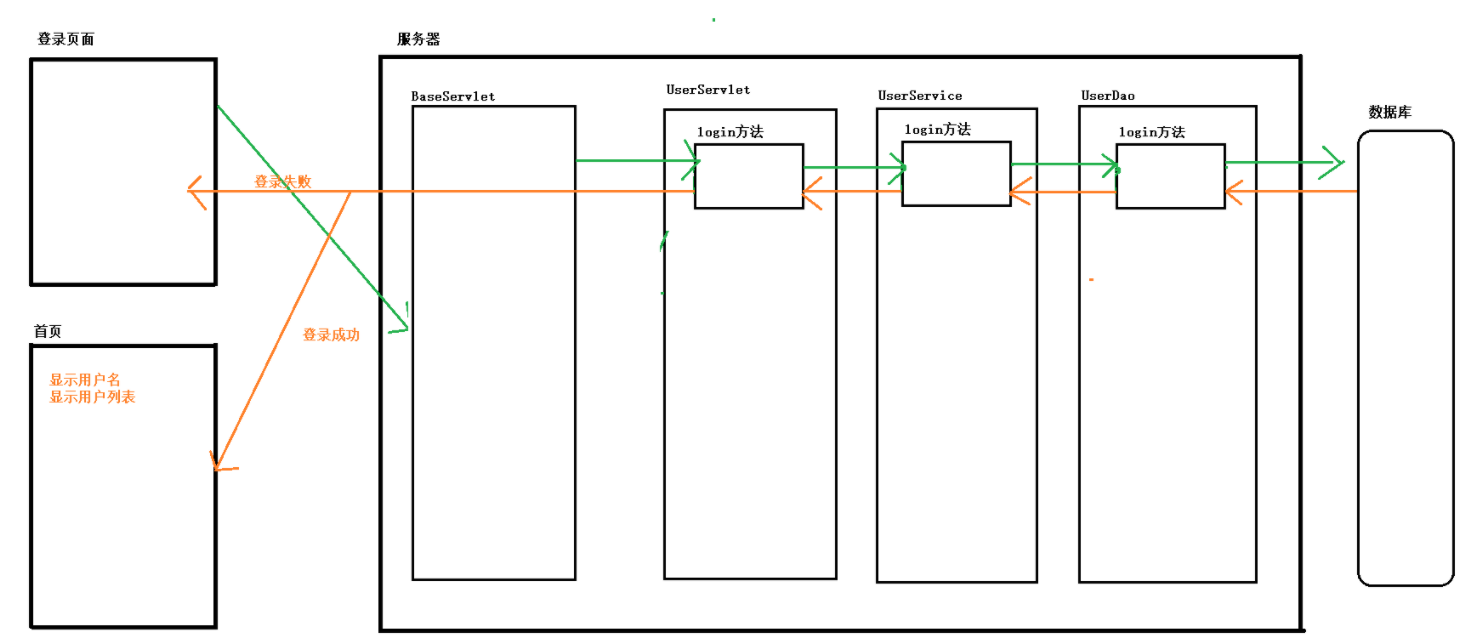 登录页面
服务器
BaseServlet
UserServlet
UserService
UserDao
数据库
login方法
login方法
login方法
登录失败
首页
登录成功
显示用户名
显示用户列表